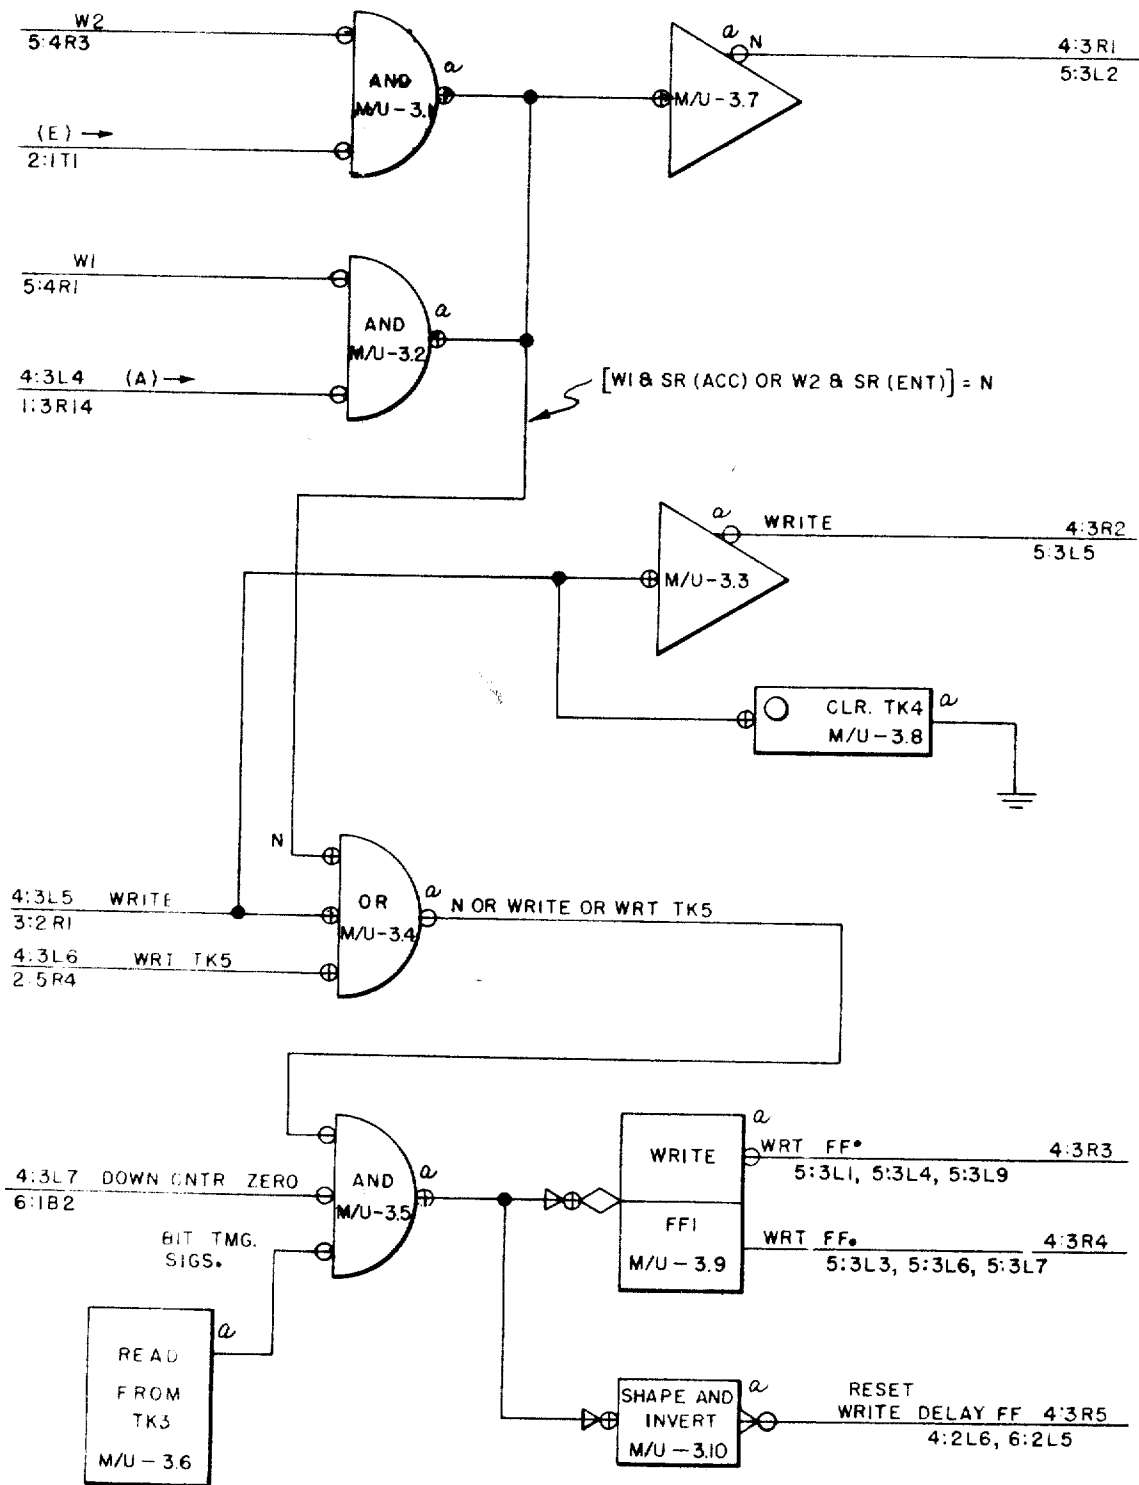 W2
5:4R3
AND
M/U-3.1
a
(E) →
2:1T1
a
N
M/U-3.7
4:3R1
5:3L2
W1
5:4R1
AND
M/U-3.2
a
4:3L4 (A) →
1:3R14
[W1 & SR (ACC) OR W2 & SR (ENT)] = N
a
WRITE
4:3R2
5:3L5
M/U-3.3
CLR. TK4
M/U-3.8
a
N
4:3L5 WRITE
3:2R1
OR
M/U-3.4
a
N OR WRITE OR WRT TK5
4:3L6 WRT TK5
2:5R4
4:3L7 DOWN CNTR ZERO
6:1B2
AND
M/U-3.5
a
BIT TMG.
SIGS.
WRITE
FF1
M/U-3.9
a
WRT FF• 4:3R3
5:3L1, 5:3L4, 5:3L9
WRT FF. 4:3R4
5:3L3, 5:3L6, 5:3L7
READ
FROM
TK3
M/U-3.6
a
SHAPE AND
INVERT
M/U-3.10
a
RESET
WRITE DELAY FF 4:3R5
4:2L6, 6:2L5